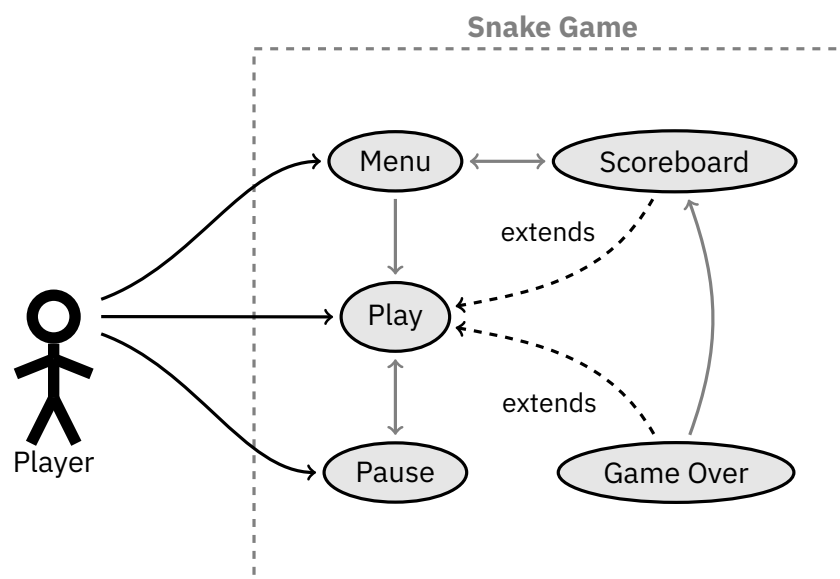 Snake Game
Menu
Scoreboard
extends
Play
extends
Player
Pause
Game Over